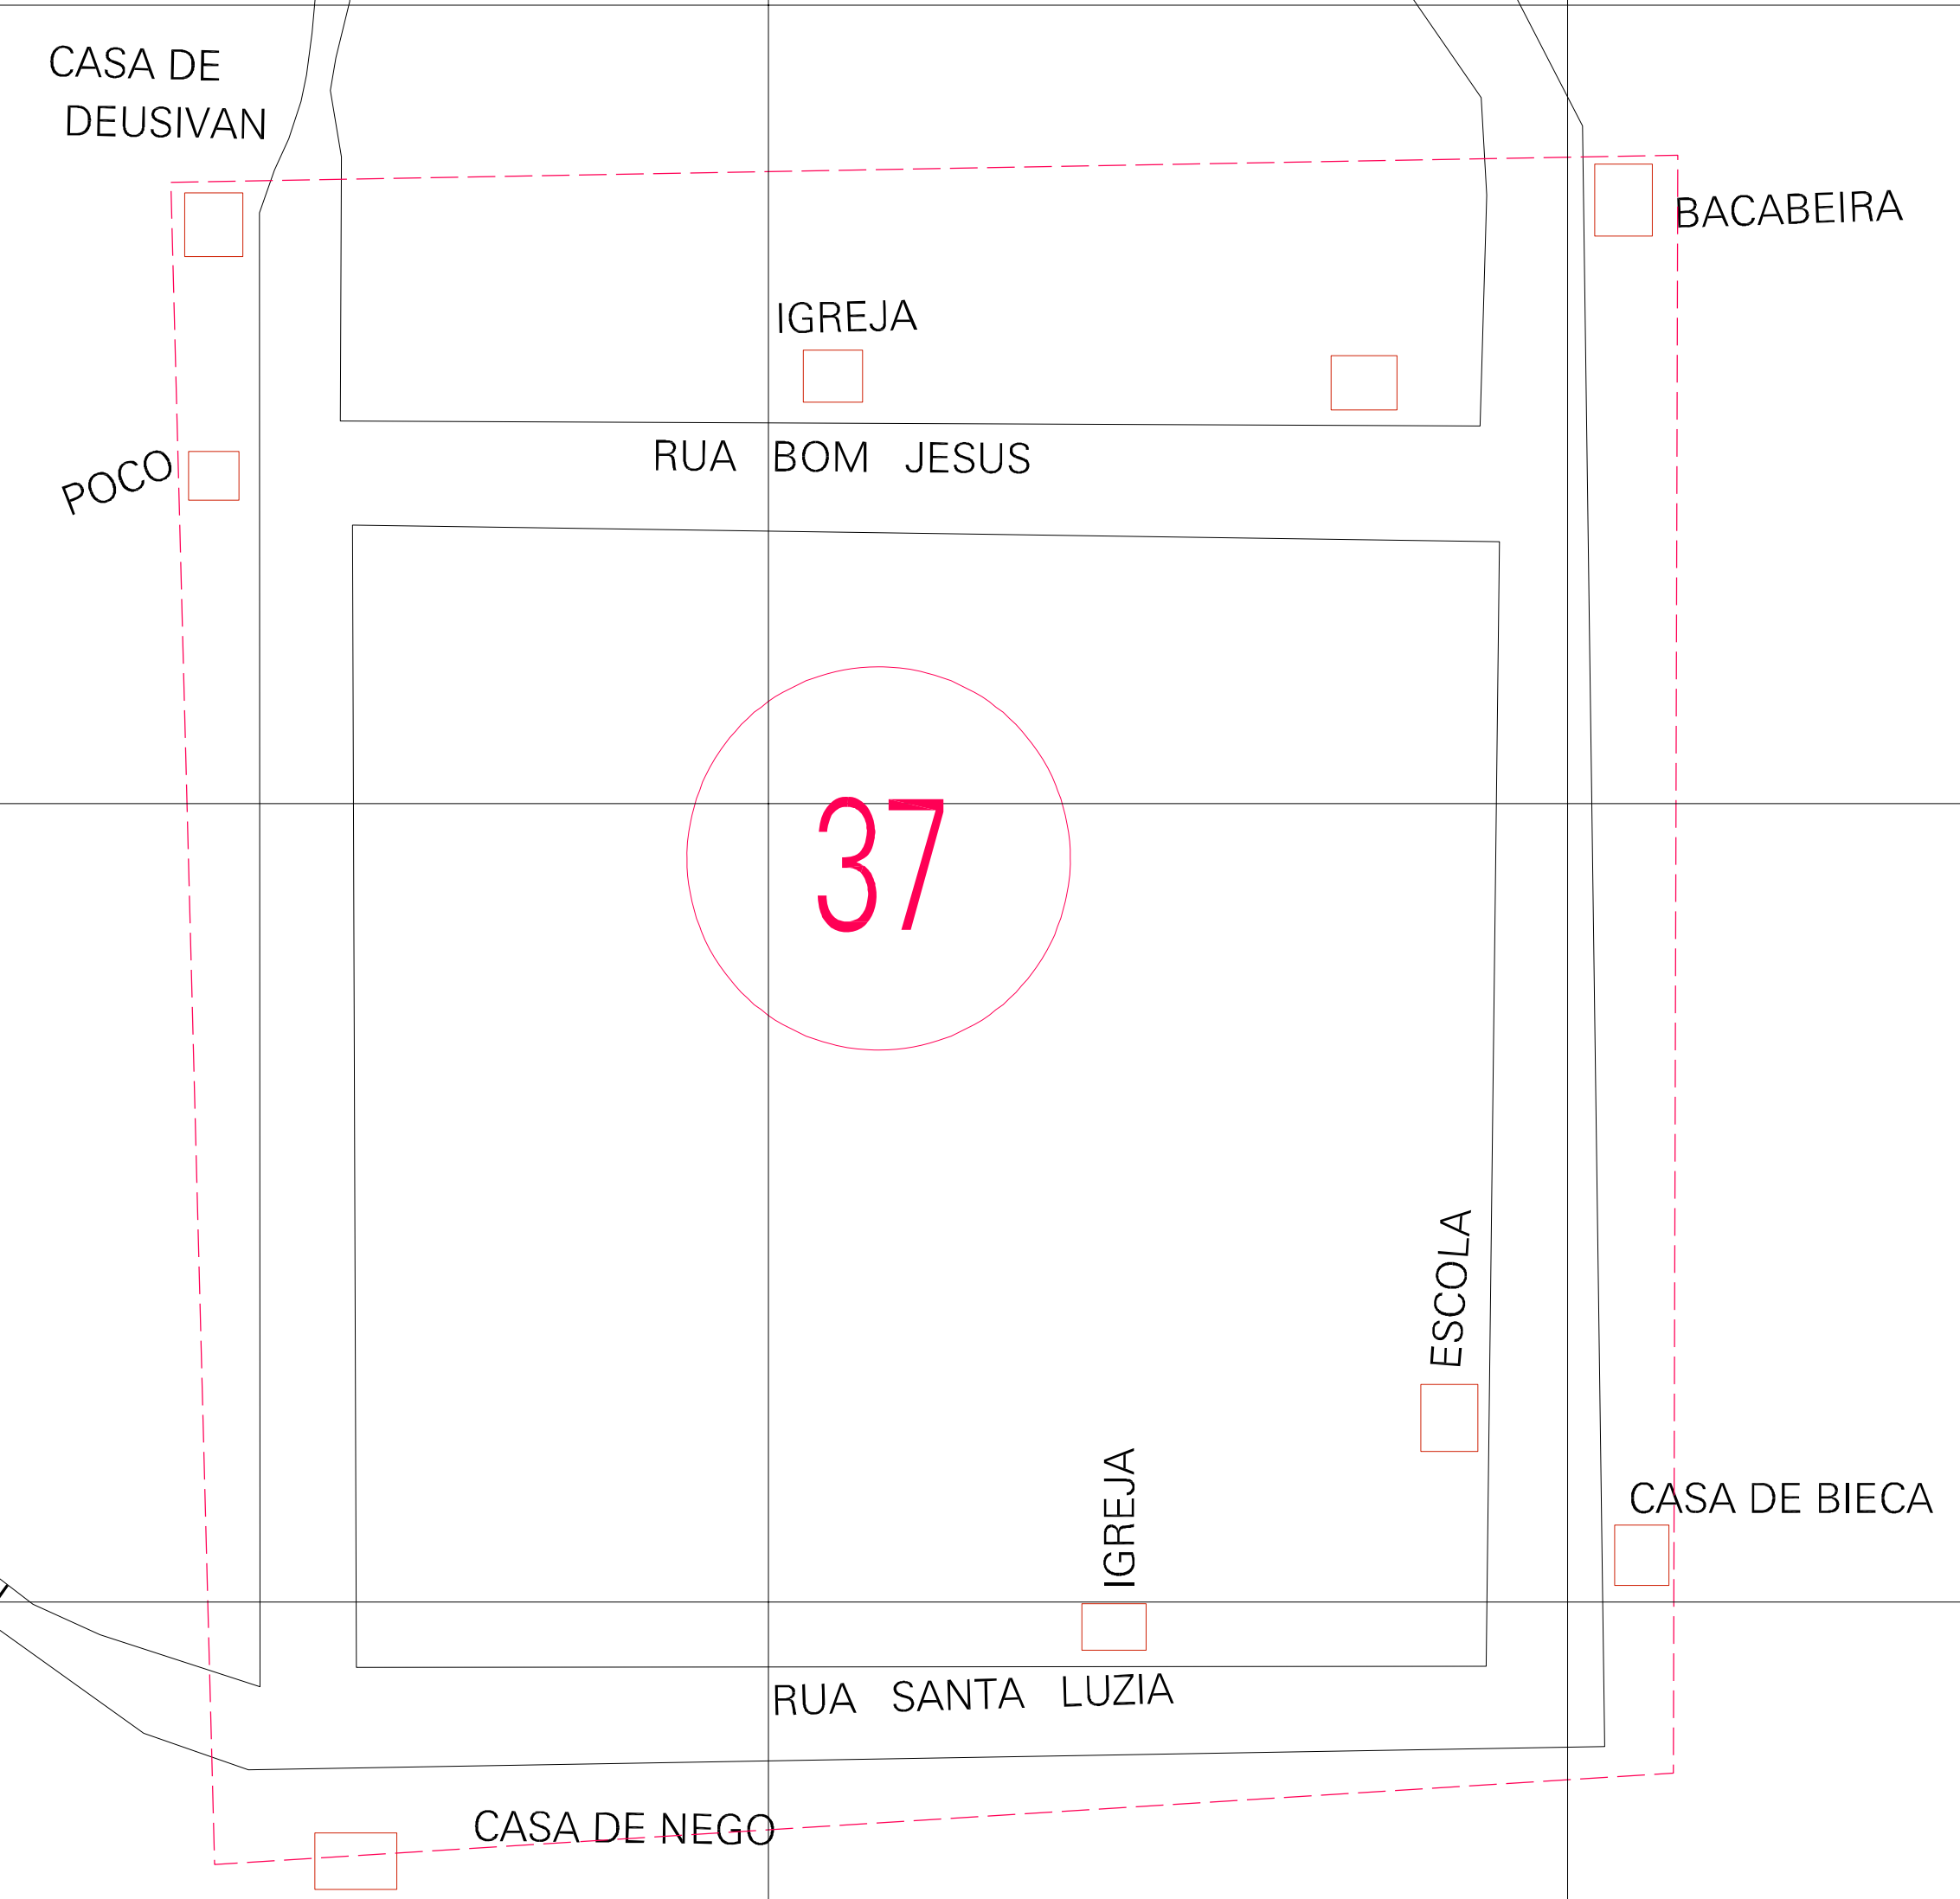 CASA DE
DEUSIVAN
BACABEIRA
IGREJA
RUA BOM JESUS
POCO
37
ESCOLA
IGREJA
CASA DE BIECA
RUA SANTA LUZIA
CASA DE NEGO